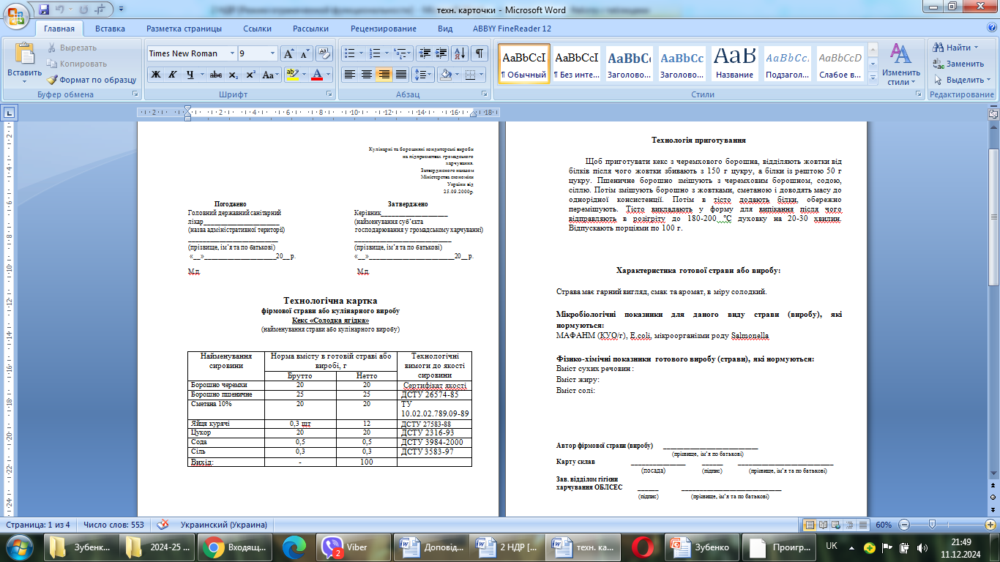 техн. карточки - Microsoft Word
Главная Вставка Разметка страницы Ссылки Рассылки Рецензирование Вид ABBYY FineReader 12
Вставить
Вырезать
Копировать
Формат по образцу
Буфер обмена
Times New Roman 9
Ж К Ч abc x₂ x² Aa
Шрифт
Абзац
AaBbCcI AaBbCcI AaBbCc AaBbCc AaB AaBbCc. AaBbCcD
¶ Обычный ¶ Без инте... Заголово... Заголово... Название Подзагол... Слабое в...
Изменить стили
Стили
Найти
Заменить
Выделить
Редактирование
Кулінарні та борошняні кондитерські вироби
на підприємствах громадського
харчування.
Затвердженого наказом
Міністерства економіки
України від
25.09.2000р.
Погоджено Затверджено
Головний державний санітарний Керівник____________________
лікар______________________ (найменування суб’єкта
(назва адміністративної території) господарювання у громадському харчуванні)
(прізвище, ім’я та по батькові) (прізвище, ім’я та по батькові)
«__»____________________20__р. «__»________________________20__р.
М.п. М.п.
Технологічна картка
фірмової страви або кулінарного виробу
Кекс «Солодка ягідка»
(найменування страви або кулінарного виробу)
Найменування сировини Норма вмісту в готовій страві або виробі, г Технологічні вимоги до якості сировини
Брутто Нетто
Борошно черемхи 20 20 Сертифікат якості
Борошно пшеничне 25 25 ДСТУ 26574-85
Сметана 10% 20 20 ТУ
10.02.02.789.09-89
Яйця курячі 0,3 шт 12 ДСТУ 27583-88
Цукор 20 20 ДСТУ 2316-93
Сода 0,5 0,5 ДСТУ 3984-2000
Сіль 0,3 0,3 ДСТУ 3583-97
Вихід: - 100
Технологія приготування
Щоб приготувати кекс з черемхового борошна, відділяють жовтки від
білків після чого жовтки збивають з 150 г цукру, а білки із рештою 50 г
цукру. Пшеничне борошно змішують з черемховим борошном, содою,
сіллю. Потім змішують борошно з жовтками, сметаною і доводять масу до
однорідної консистенції. Потім в тісто додають білки, обережно
перемішують. Тісто викладають у форму для випікання після чого
відправляють в розігріту до 180-200 °С духовку на 20-30 хвилин.
Відпускають порціями по 100 г.
Характеристика готової страви або виробу:
Страва має гарний вигляд, смак та аромат, в міру солодкий.
Мікробіологічні показники для даного виду страви (виробу), які
нормуються:
МАФАНМ (КУО/г), E.coli, мікроорганізми роду Salmonella
Фізико-хімічні показники готового виробу (страви), які нормуються:
Вміст сухих речовин :
Вміст жиру:
Вміст солі:
Автор фірмової страви (виробу)
(прізвище, ім’я та по батькові)
Карту склав
(посада) (підпис) (прізвище, ім’я та по батькові)
Зав. відділом гігієни
харчування ОБЛСЕС
(підпис) (прізвище, ім’я та по батькові)
Страница: 1 из 4 Число слов: 553 Украинский (Украина) 60%
Зубенк... 2024-25 ... Входящ... Viber 2 Доповід... 2 НДР [... техн. ка... Зубенко Проигр... UK 21:49
11.12.2024